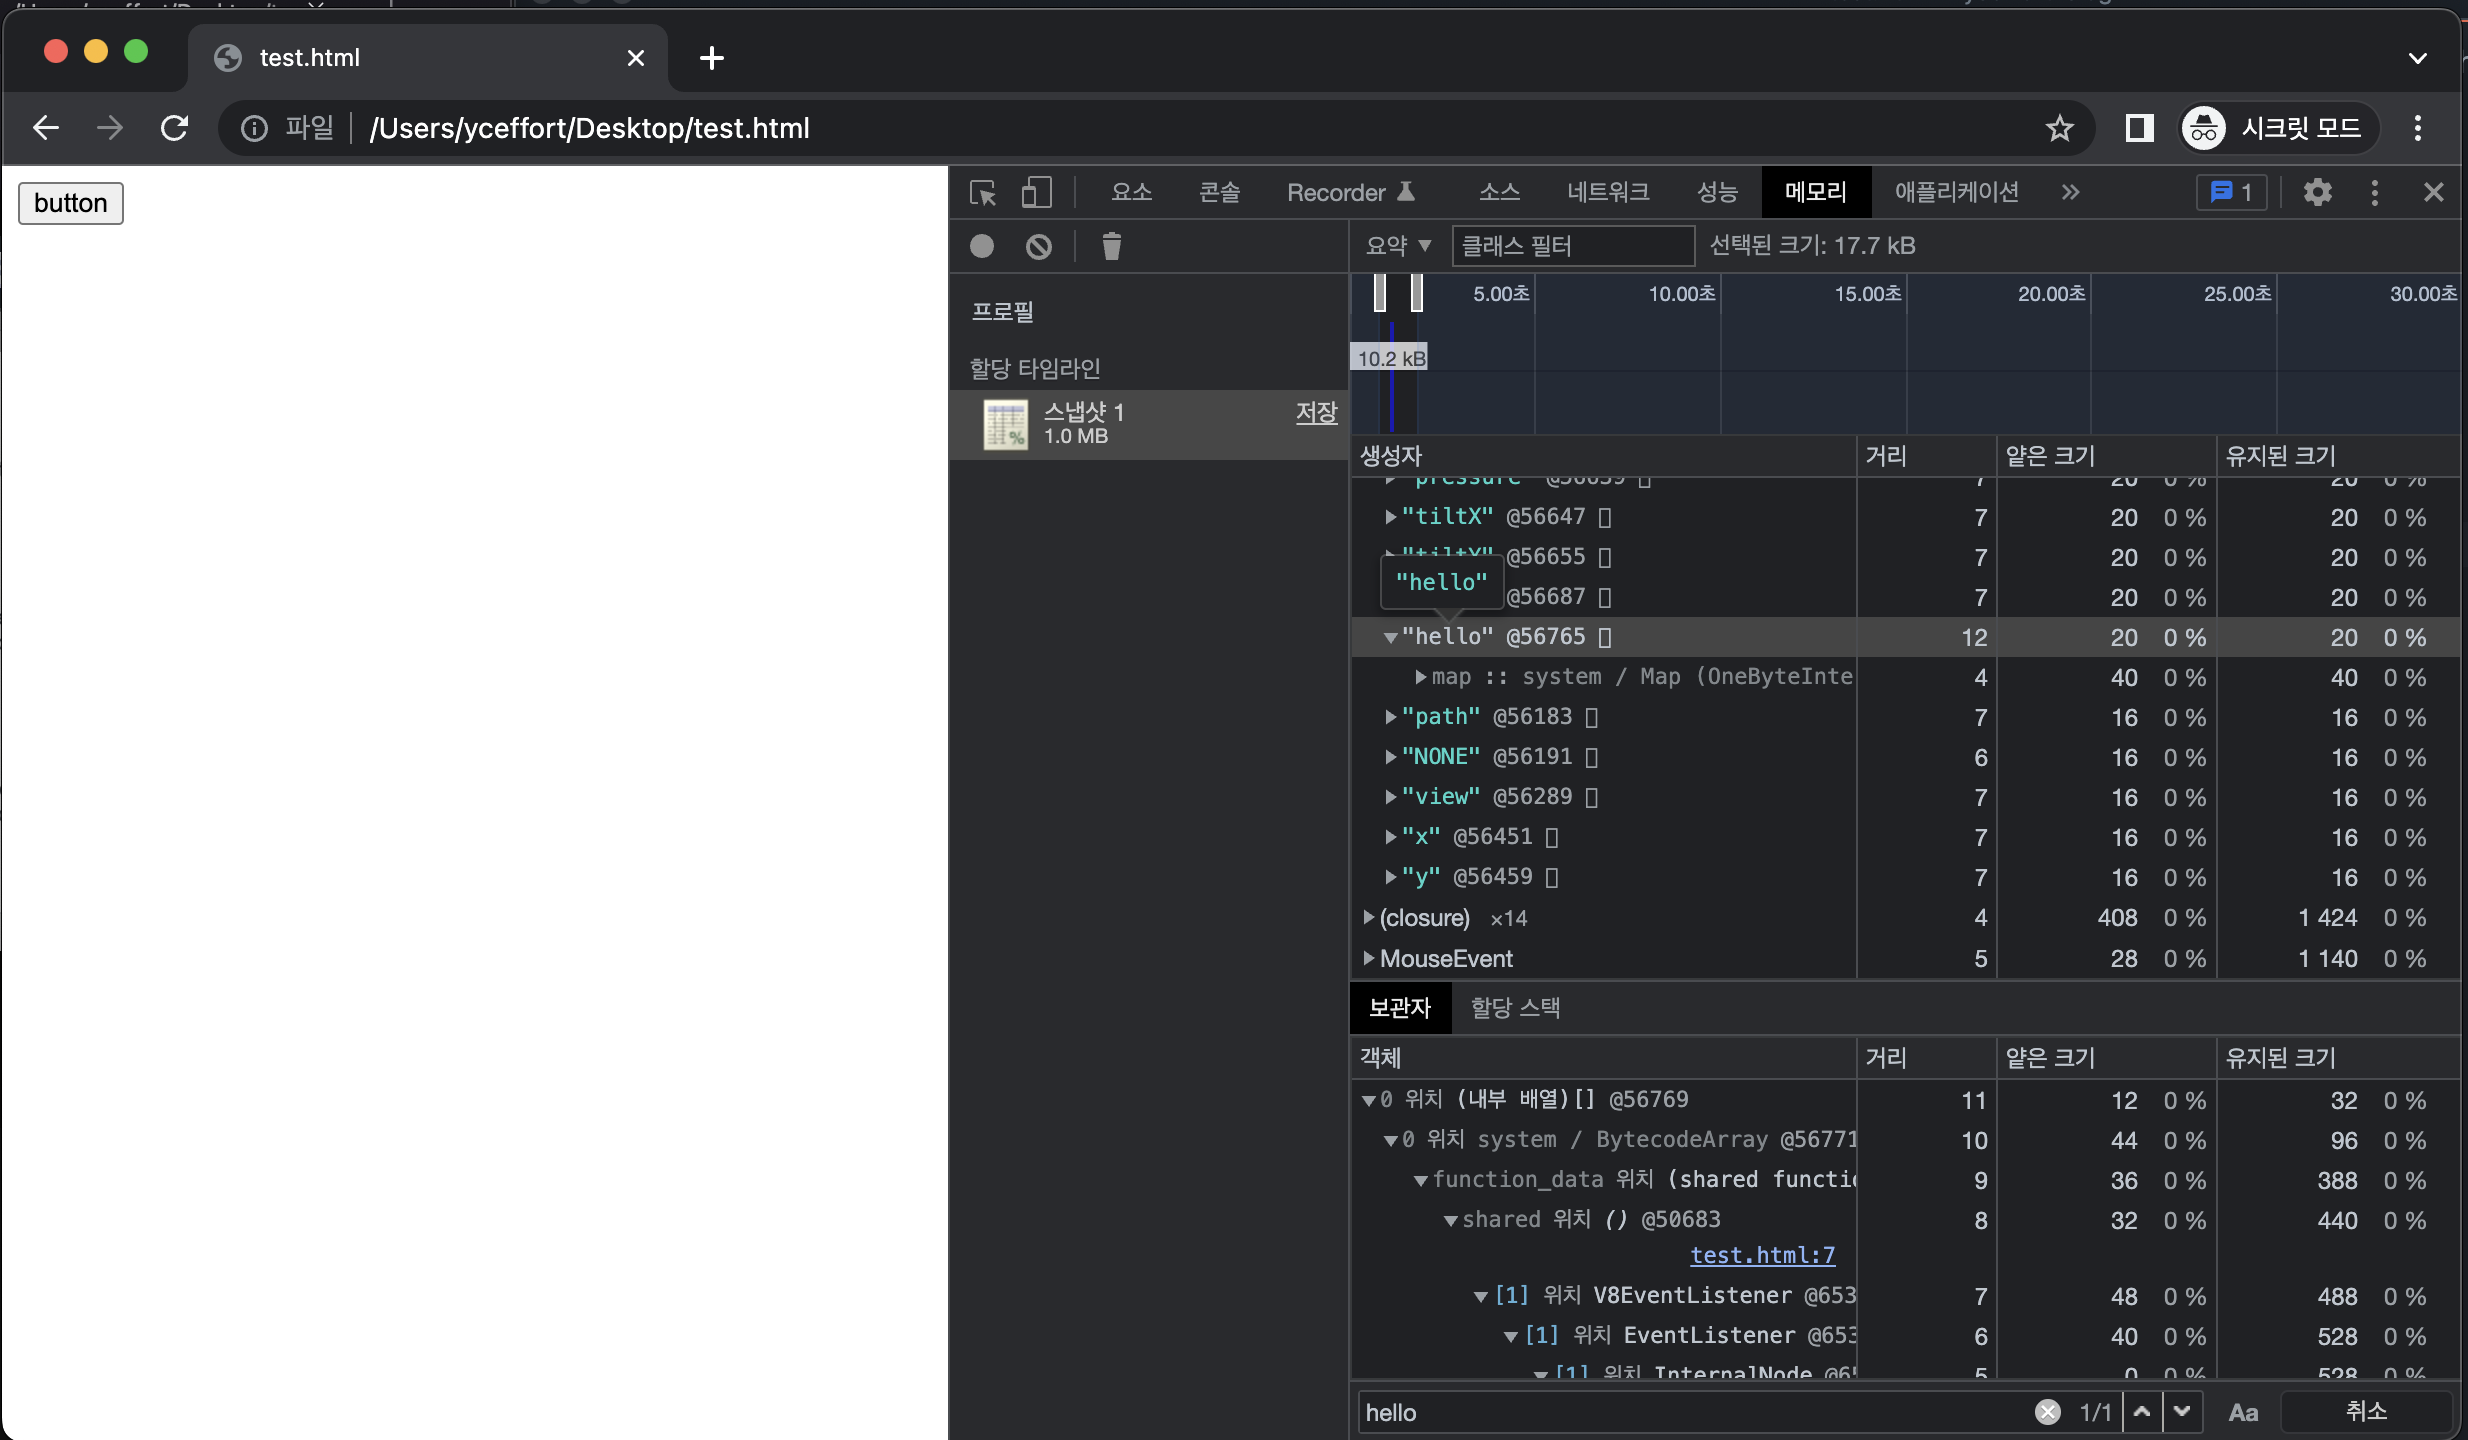 test.html
파일 /Users/yceffort/Desktop/test.html 시크릿 모드
button
요소 콘솔 Recorder 소스 네트워크 성능 메모리 애플리케이션 1
요약 클래스 필터 선택된 크기: 17.7 kB
프로필
할당 타임라인
스냅샷 1 저장
1.0 MB
5.00초 10.00초 15.00초 20.00초 25.00초 30.00초
10.2 kB
생성자 거리 얕은 크기 유지된 크기
"pressure" @56639 7 20 0 % 20 0 %
"tiltX" @56647 7 20 0 % 20 0 %
"tiltY" @56655 7 20 0 % 20 0 %
"hello"
@56687 7 20 0 % 20 0 %
"hello" @56765 12 20 0 % 20 0 %
map :: system / Map (OneByteInte 4 40 0 % 40 0 %
"path" @56183 7 16 0 % 16 0 %
"NONE" @56191 6 16 0 % 16 0 %
"view" @56289 7 16 0 % 16 0 %
"x" @56451 7 16 0 % 16 0 %
"y" @56459 7 16 0 % 16 0 %
(closure) ×14 4 408 0 % 1 424 0 %
MouseEvent 5 28 0 % 1 140 0 %
보관자 할당 스택
객체 거리 얕은 크기 유지된 크기
0 위치 (내부 배열)[] @56769 11 12 0 % 32 0 %
0 위치 system / BytecodeArray @56771 10 44 0 % 96 0 %
function_data 위치 (shared functi 9 36 0 % 388 0 %
shared 위치 () @50683 8 32 0 % 440 0 %
test.html:7
[1] 위치 V8EventListener @653 7 48 0 % 488 0 %
[1] 위치 EventListener @653 6 40 0 % 528 0 %
[1] 위치 InternalNode @65 5 0 0 % 528 0 %
hello 1/1 Aa 취소